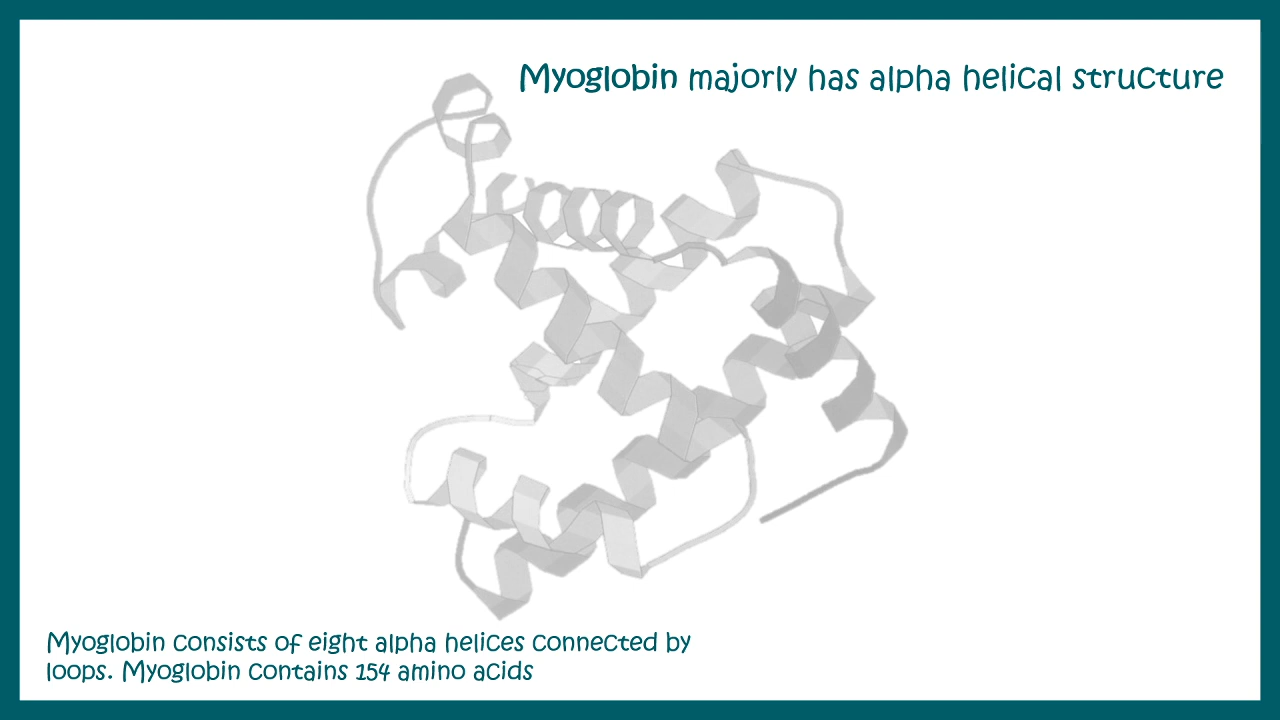 Myoglobin majorly has alpha helical structure
Myoglobin consists of eight alpha helices connected by
loops. Myoglobin contains 154 amino acids